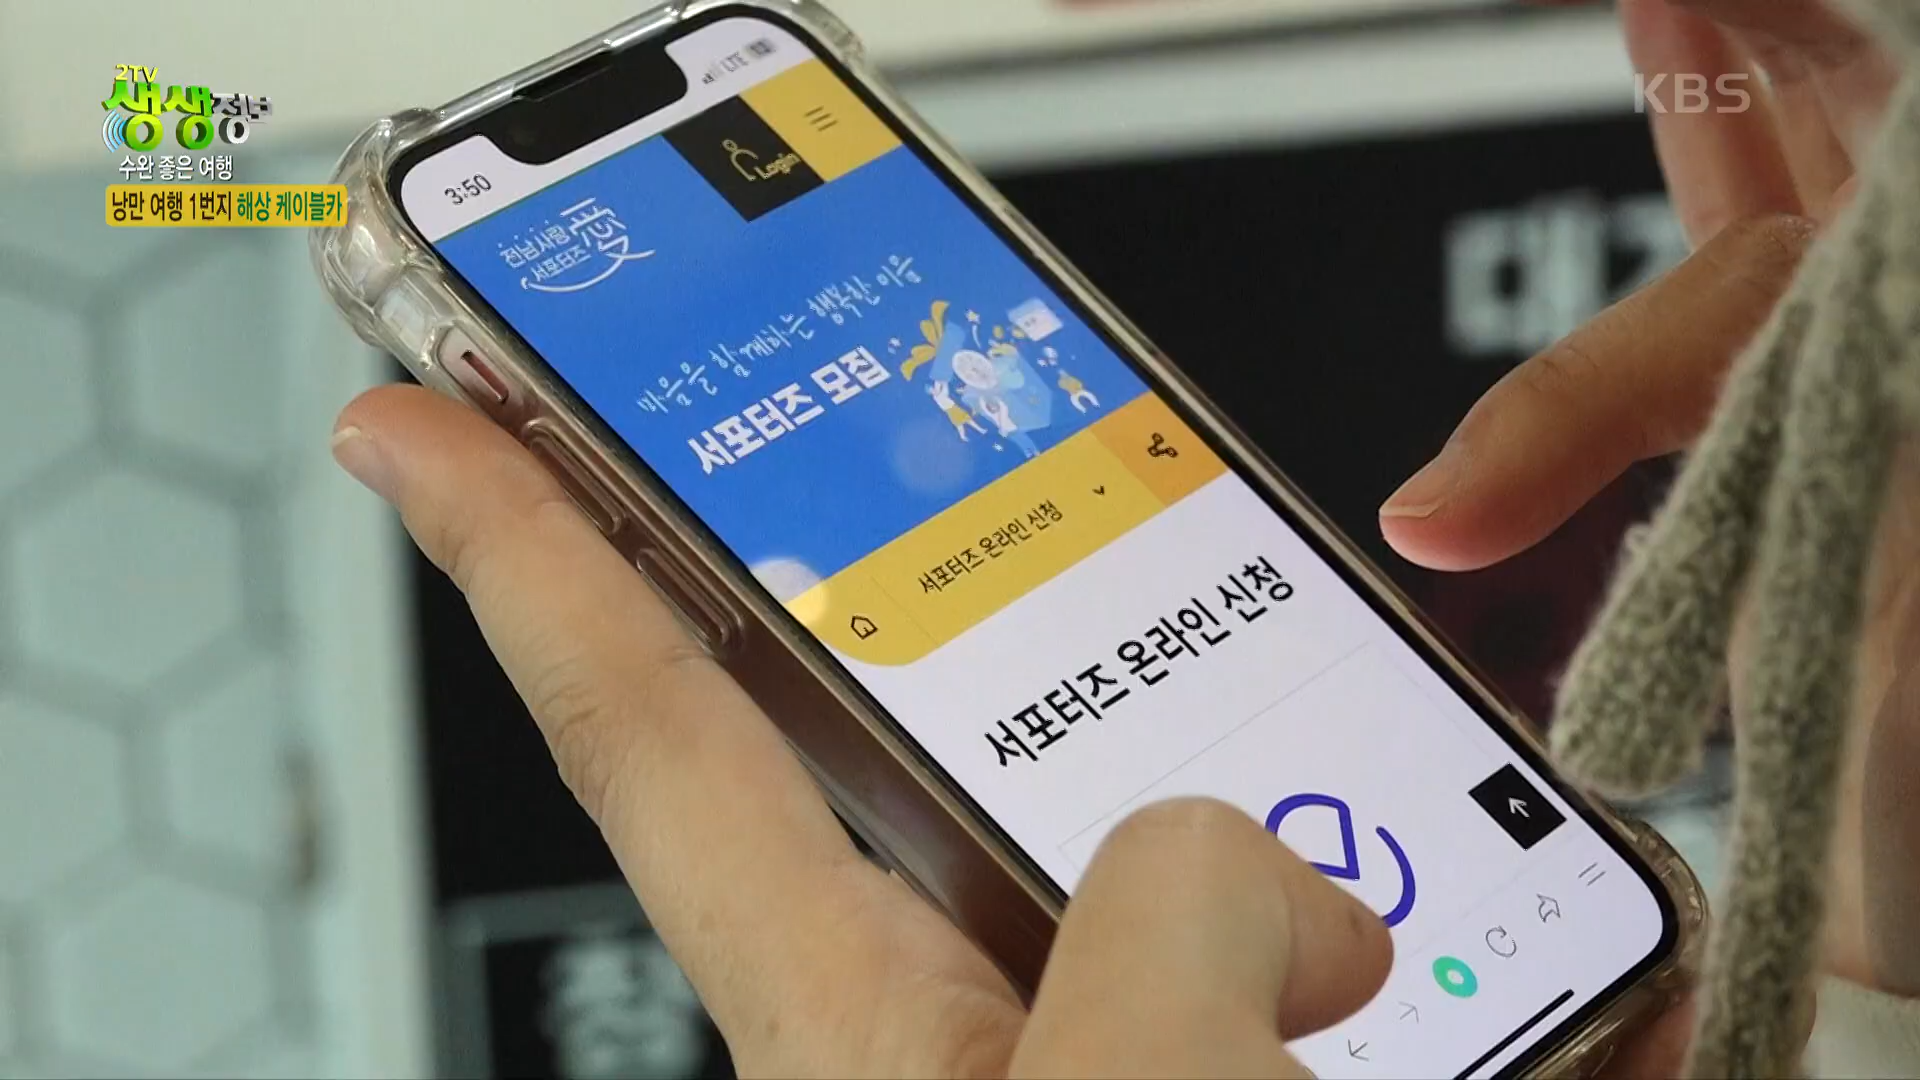 2TV
생생정보
수완 좋은 여행
낭만 여행 1번지 해상 케이블카
KBS
3:50
LTE
Login
전남사랑
서포터즈
愛
마음을 함께하는 행복한 이음
서포터즈 모집
서포터즈 온라인 신청
서포터즈 온라인 신청